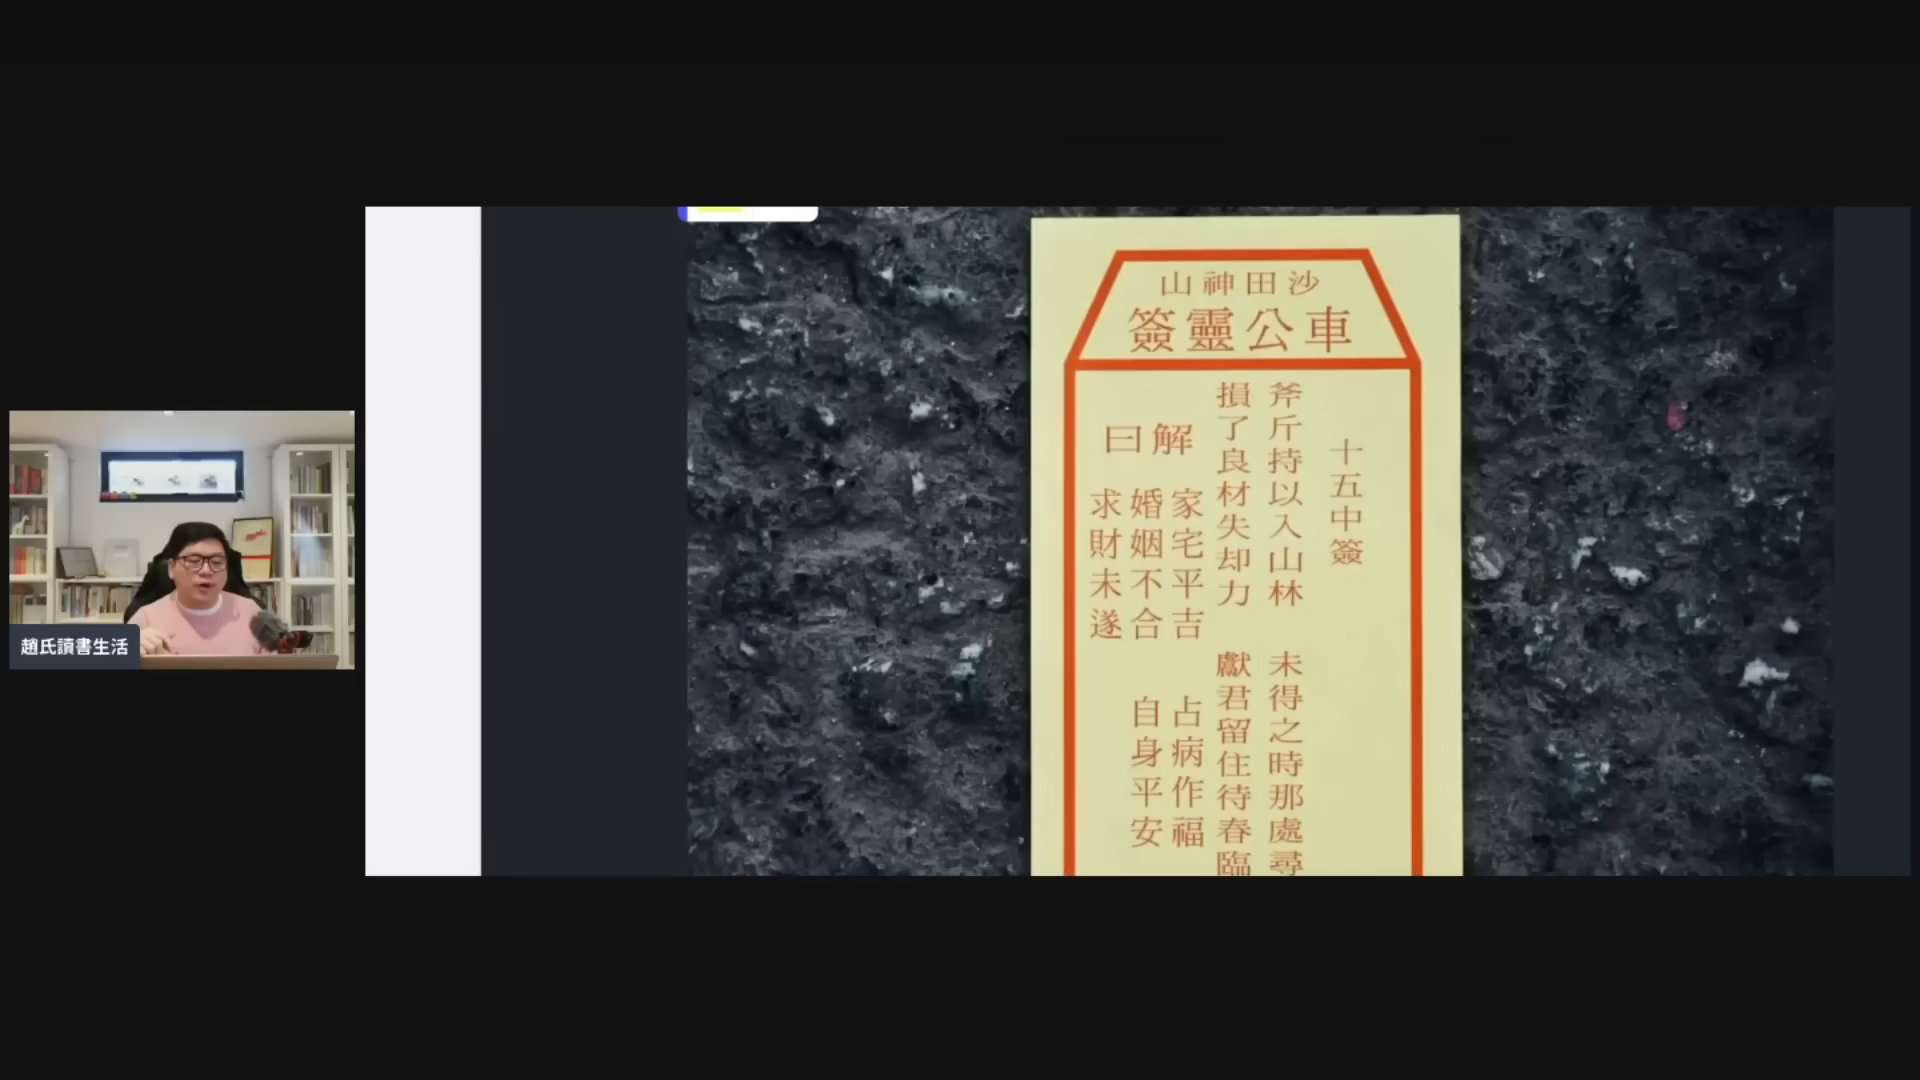 趙氏讀書生活
沙田神山
車公靈簽
十五中簽
斧斤持以入山林 未得之時那處尋
損了良材失却力 獻君留住待春臨
解曰
家宅平吉 占病作福
婚姻不合 自身平安
求財未遂